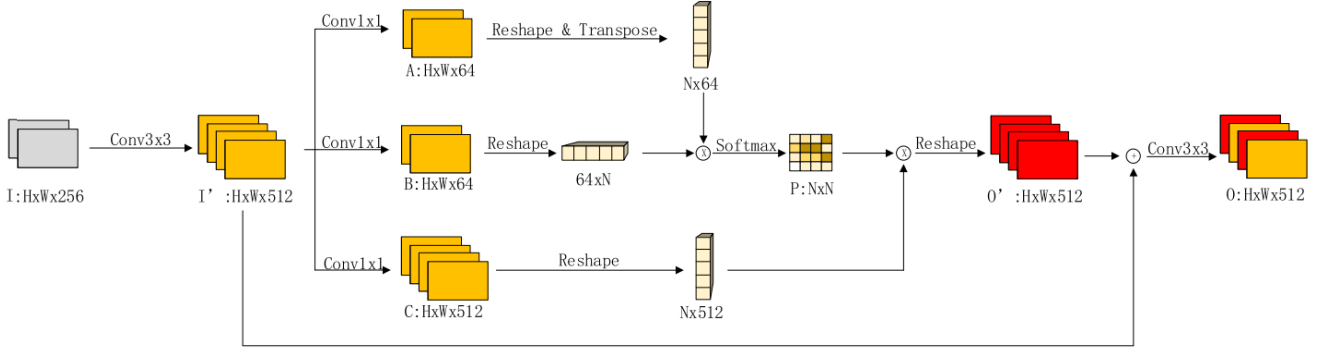 Conv1x1
Reshape & Transpose
A:HxWx64
Nx64
Conv3x3
Conv1x1
Reshape
x
Softmax
x
Reshape
+
Conv3x3
I:HxWx256
I' :HxWx512
B:HxWx64
64xN
P:NxN
O' :HxWx512
O:HxWx512
Conv1x1
Reshape
C:HxWx512
Nx512